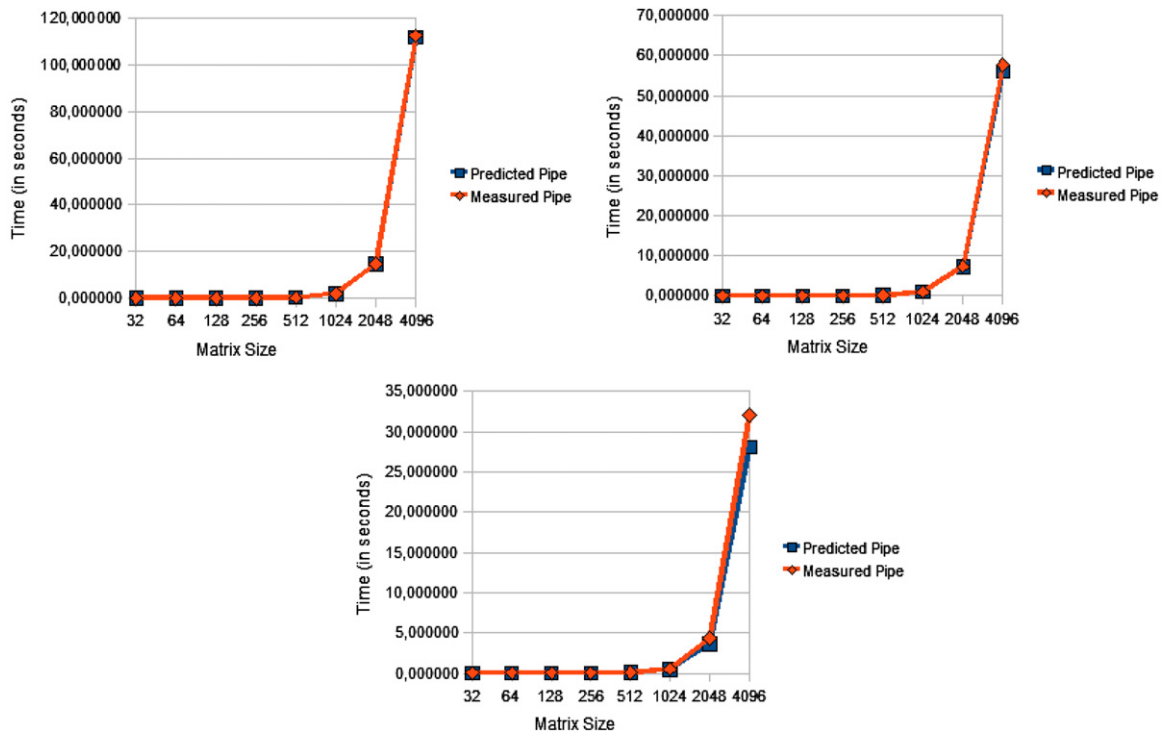 120,000000
100,000000
80,000000
60,000000
40,000000
20,000000
0,000000
Time (in seconds)
32 64 128 256 512 1024 2048 4096
Matrix Size
Predicted Pipe
Measured Pipe
70,000000
60,000000
50,000000
40,000000
30,000000
20,000000
10,000000
0,000000
Time (in seconds)
32 64 128 256 512 1024 2048 4096
Matrix Size
Predicted Pipe
Measured Pipe
35,000000
30,000000
25,000000
20,000000
15,000000
10,000000
5,000000
0,000000
Time (in seconds)
32 64 128 256 512 1024 2048 4096
Matrix Size
Predicted Pipe
Measured Pipe